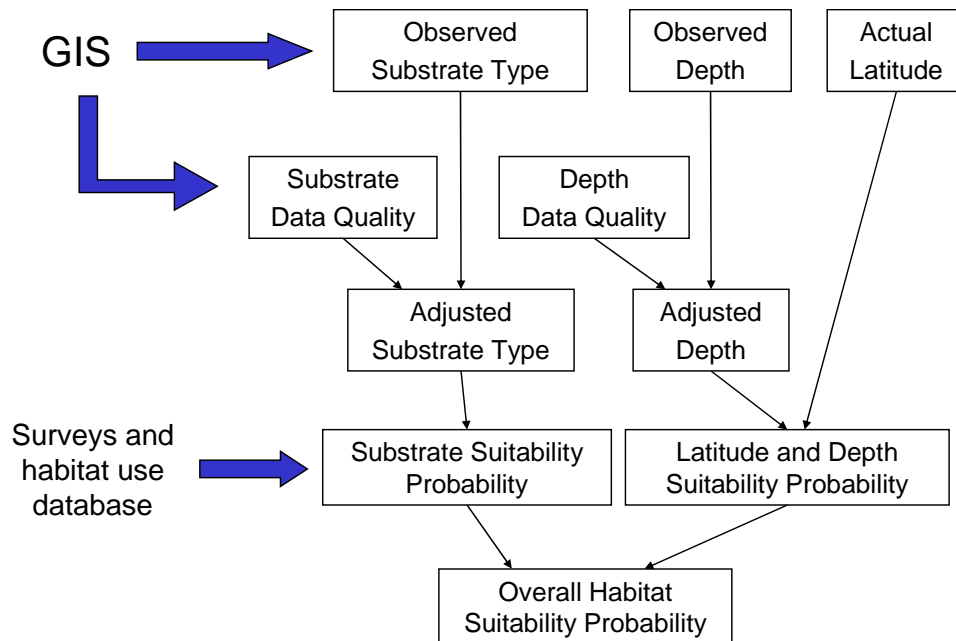 GIS
Observed
Substrate Type
Observed
Depth
Actual
Latitude
Substrate
Data Quality
Depth
Data Quality
Adjusted
Substrate Type
Adjusted
Depth
Surveys and
habitat use
database
Substrate Suitability
Probability
Latitude and Depth
Suitability Probability
Overall Habitat
Suitability Probability